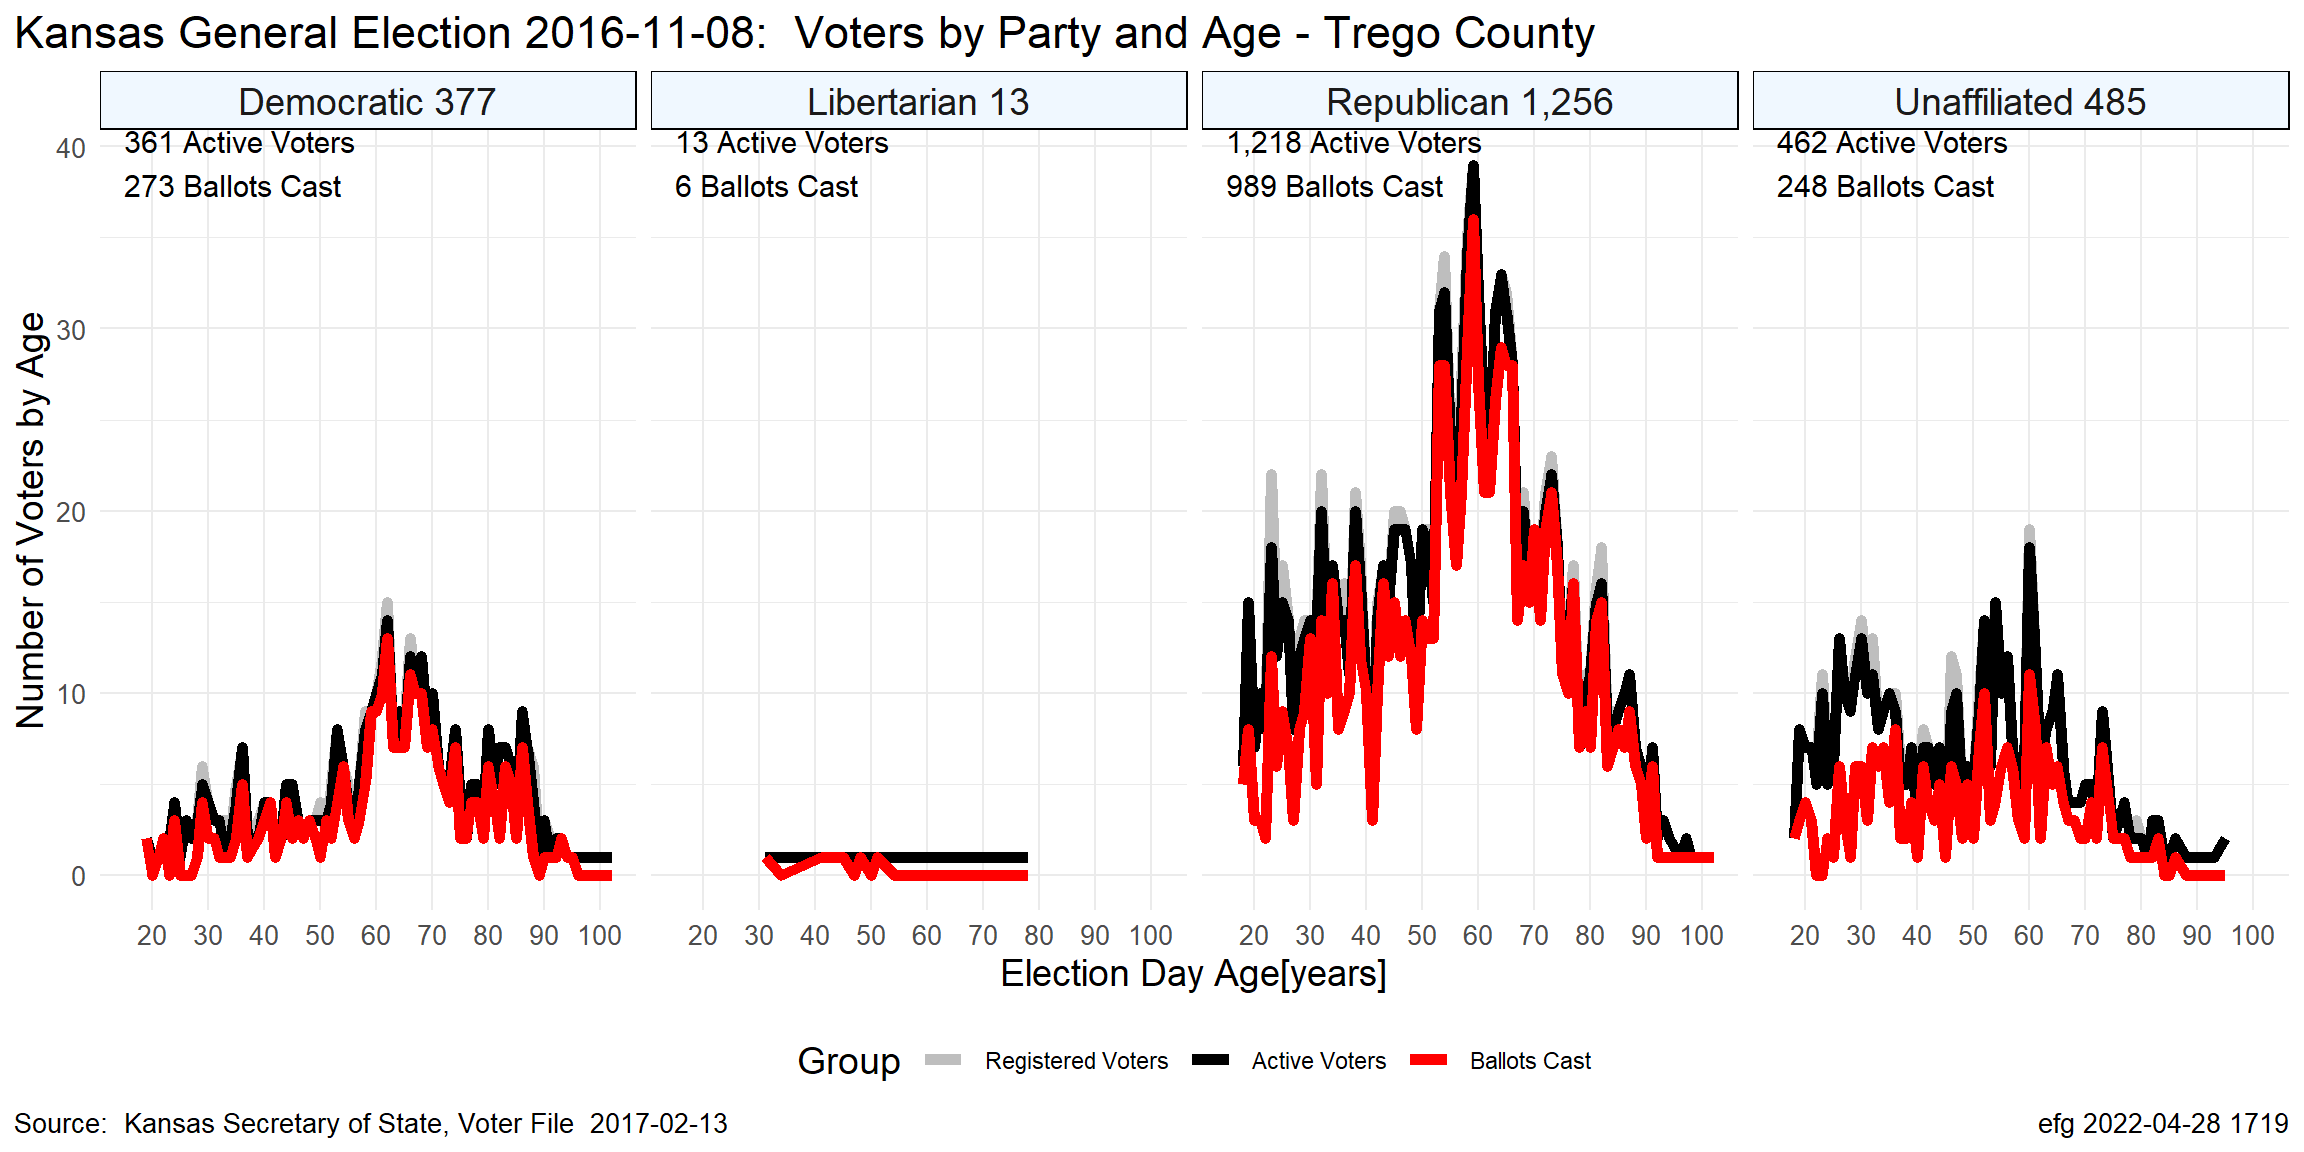 Kansas General Election 2016-11-08:  Voters by Party and Age - Trego County
Democratic 377
Libertarian 13
Republican 1,256
Unaffiliated 485
361 Active Voters
273 Ballots Cast
13 Active Voters
6 Ballots Cast
1,218 Active Voters
989 Ballots Cast
462 Active Voters
248 Ballots Cast
Number of Voters by Age
40
30
20
10
0
20 30 40 50 60 70 80 90 100
20 30 40 50 60 70 80 90 100
20 30 40 50 60 70 80 90 100
20 30 40 50 60 70 80 90 100
Election Day Age[years]
Group Registered Voters Active Voters Ballots Cast
Source:  Kansas Secretary of State, Voter File  2017-02-13
efg 2022-04-28 1719